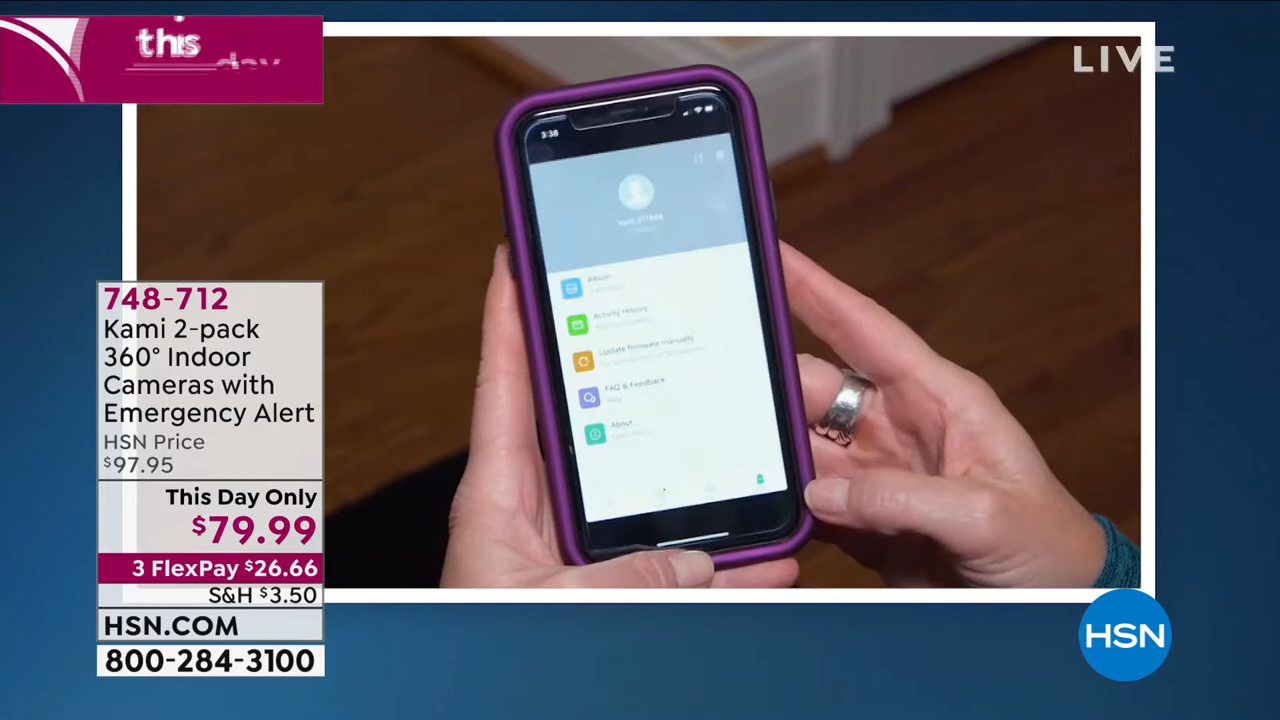 this
day
LIVE
3:38
Album
Activity History
Update firmware manually
FAQ & Feedback
About
748-712
Kami 2-pack
360° Indoor
Cameras with
Emergency Alert
HSN Price
$97.95
This Day Only
$79.99
3 FlexPay $26.66
S&H $3.50
HSN.COM
800-284-3100
HSN